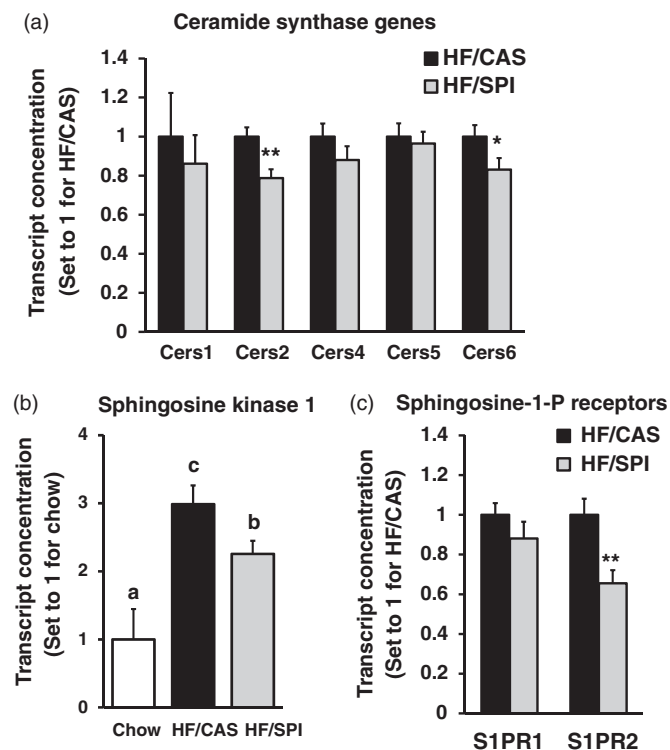 (a)
Ceramide synthase genes
Transcript concentration
(Set to 1 for HF/CAS)
1.4
1.2
1
0.8
0.6
0.4
0.2
0
HF/CAS
HF/SPI
**
*
Cers1 Cers2 Cers4 Cers5 Cers6
(b)
Sphingosine kinase 1
Transcript concentration
(Set to 1 for chow)
4
3
2
1
0
a
c
b
Chow HF/CAS HF/SPI
(c)
Sphingosine-1-P receptors
Transcript concentration
(Set to 1 for HF/CAS)
1.4
1.2
1
0.8
0.6
0.4
0.2
0
HF/CAS
HF/SPI
**
S1PR1 S1PR2